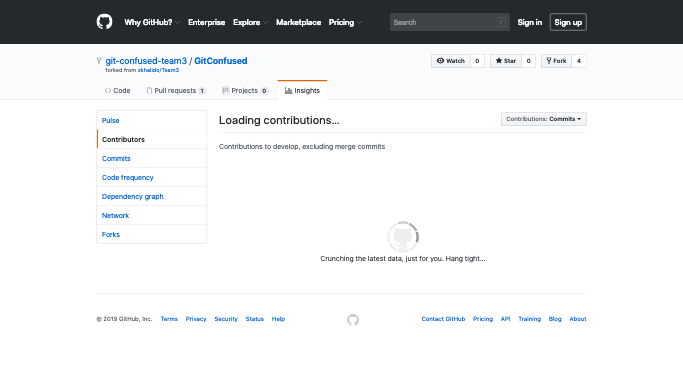 Why GitHub? Enterprise Explore Marketplace Pricing Search / Sign in Sign up
git-confused-team3 / GitConfused Watch 0 Star 0 Fork 4
forked from zkhalido/Team3
Code Pull requests 1 Projects 0 Insights
Pulse
Contributors
Commits
Code frequency
Dependency graph
Network
Forks
Loading contributions… Contributions: Commits
Contributions to develop, excluding merge commits
Crunching the latest data, just for you. Hang tight…
© 2019 GitHub, Inc. Terms Privacy Security Status Help Contact GitHub Pricing API Training Blog About